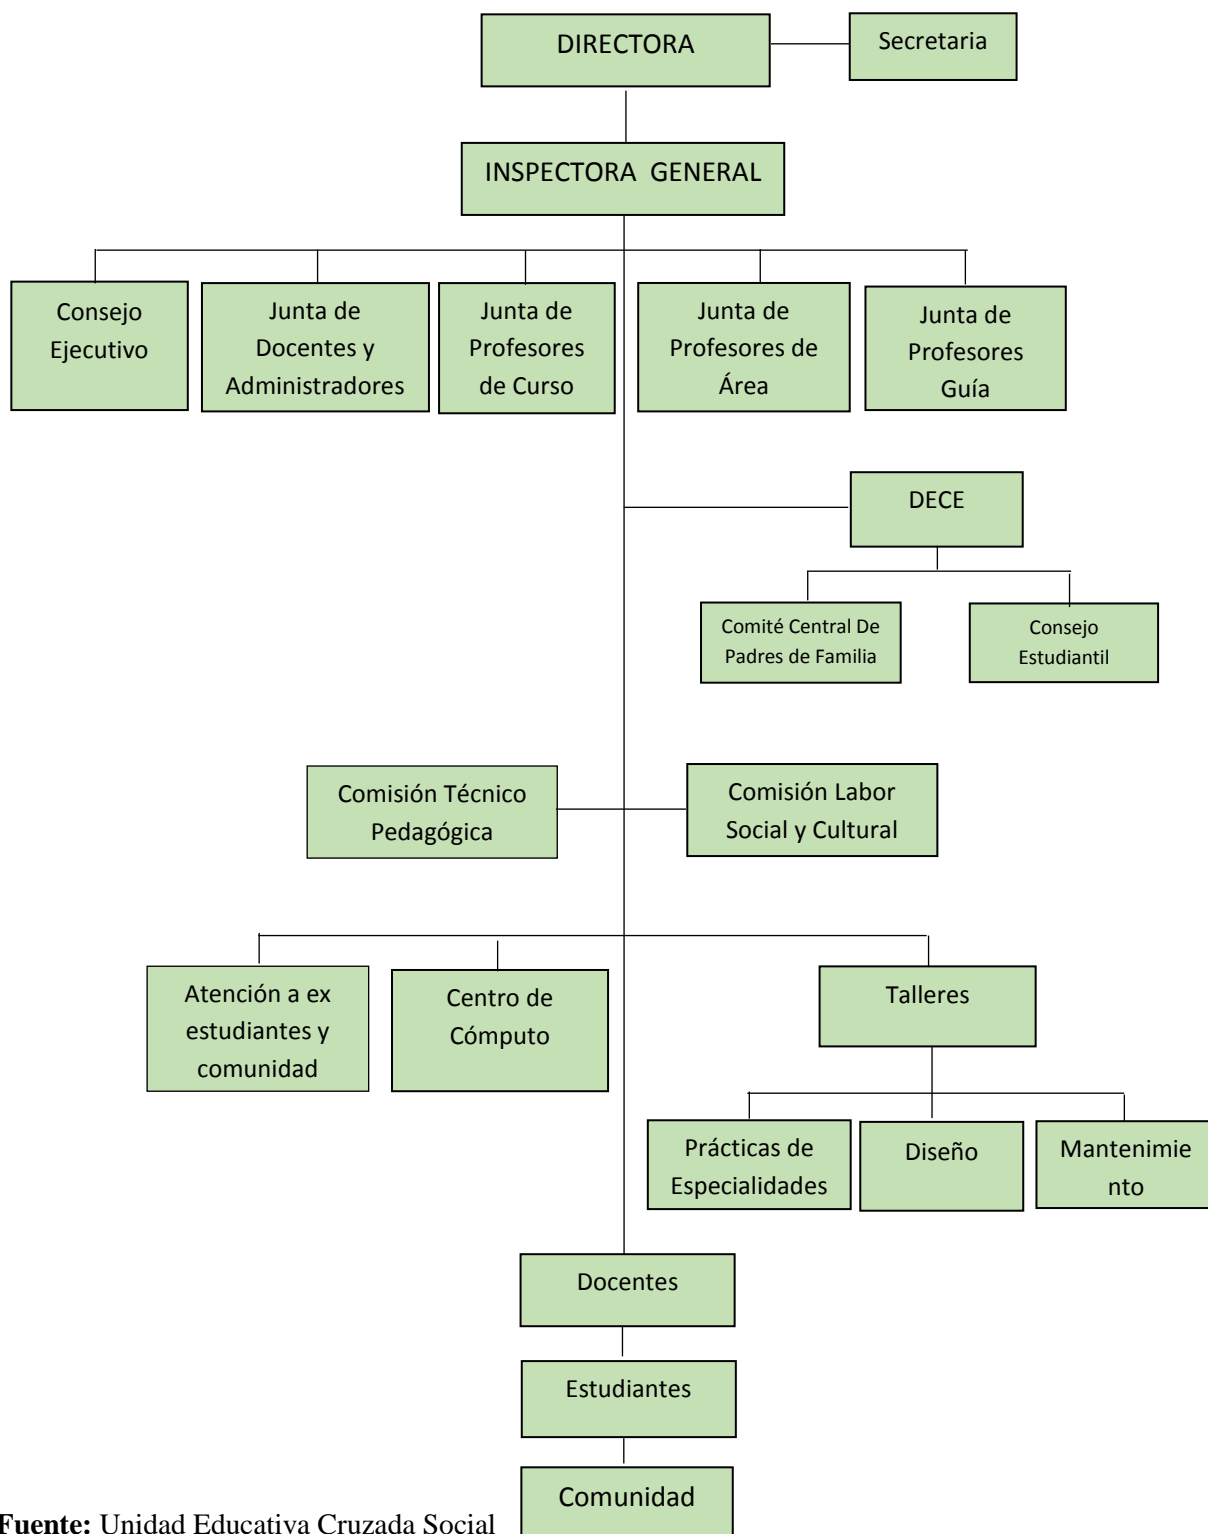 DIRECTORA
Secretaria
INSPECTORA GENERAL
Consejo
Ejecutivo
Junta de
Docentes y
Administradores
Junta de
Profesores
de Curso
Junta de
Profesores de
Área
Junta de
Profesores
Guía
DECE
Comité Central De
Padres de Familia
Consejo
Estudiantil
Comisión Técnico
Pedagógica
Comisión Labor
Social y Cultural
Atención a ex
estudiantes y
comunidad
Centro de
Cómputo
Talleres
Prácticas de
Especialidades
Diseño
Mantenimie
nto
Docentes
Estudiantes
Comunidad
Fuente: Unidad Educativa Cruzada Social